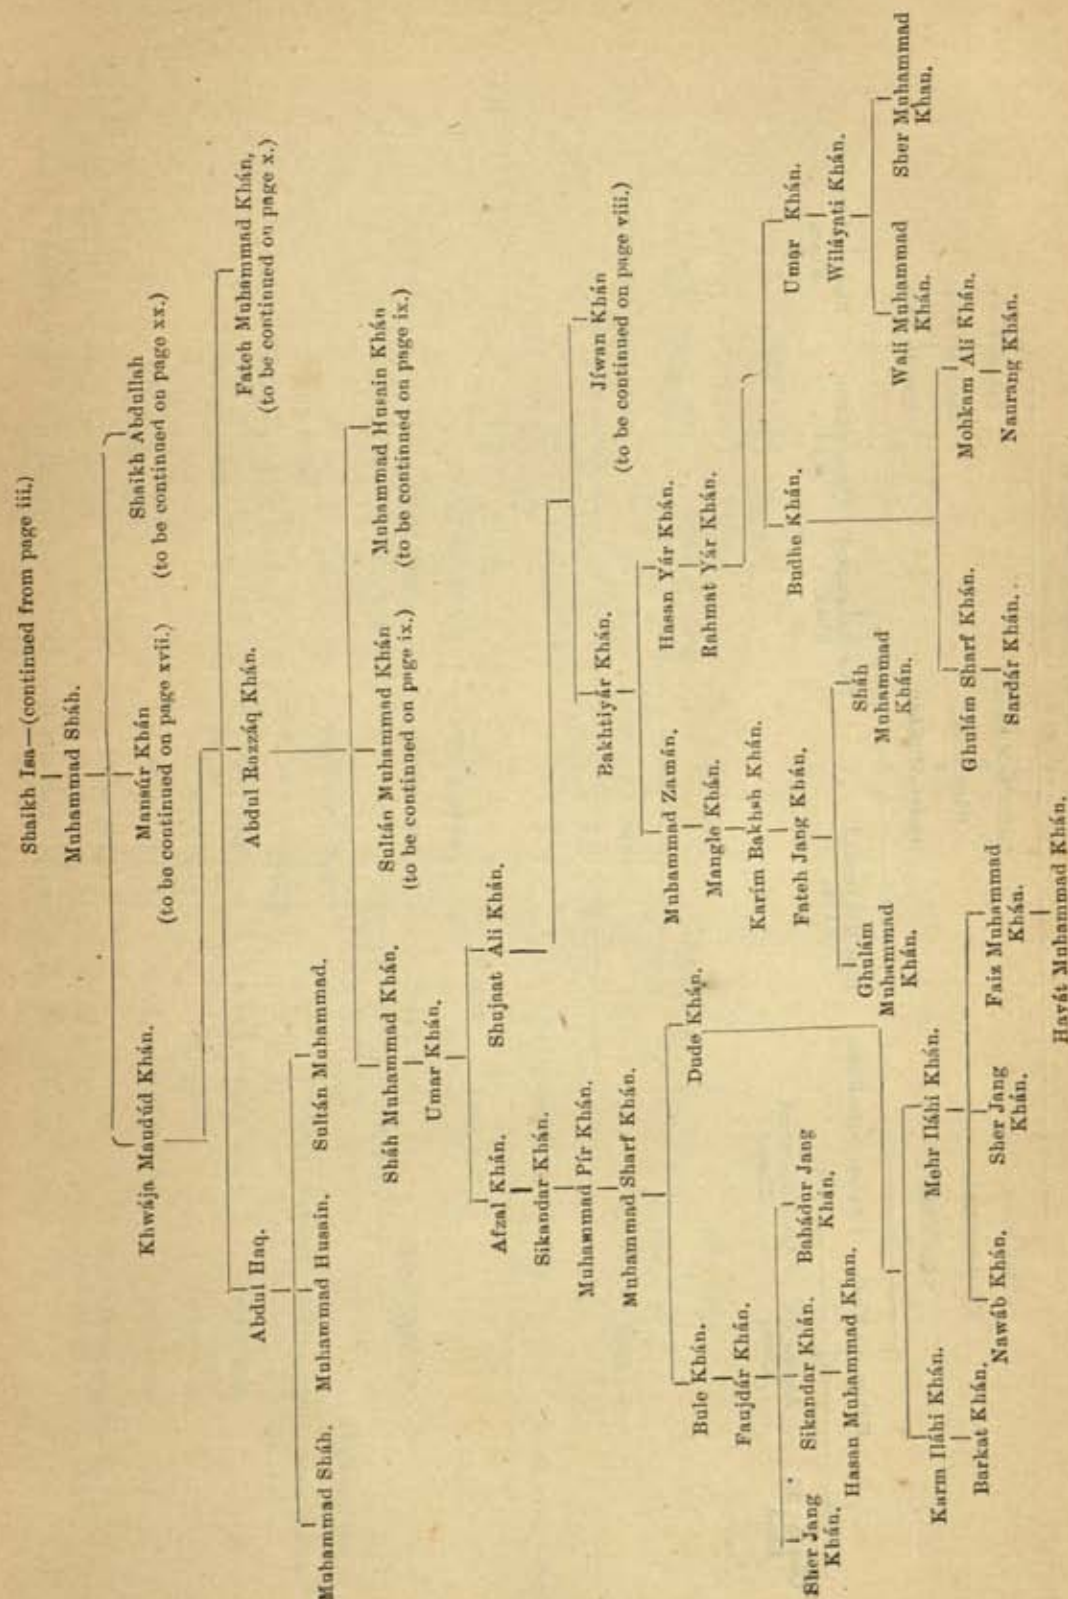 Shaikh Isa—(continued from page iii.)
Muhammad Sháh.
Khwája Maudúd Khán.
Mansúr Khán
(to be continued on page xvii.)
Shaikh Abdullah
(to be continued on page xx.)
Abdul Haq.
Abdul Razzáq Khán.
Fateh Muhammad Khán,
(to be continued on page x.)
Muhammad Sháh. Muhammad Husain. Sultán Muhammad.
Sháh Muhammad Khán.
Sultán Muhammad Khán
(to be continued on page ix.)
Muhammad Husain Khán
(to be continued on page ix.)
Umar Khán.
Afzal Khán.
Shujaat Ali Khán.
Sikandar Khán.
Muhammad Pír Khán.
Muhammad Sharf Khán.
Bakhtiyár Khán.
Jíwan Khán
(to be continued on page viii.)
Bule Khán.
Dude Khán.
Muhammad Zamán.
Hasan Yár Khán.
Faujdár Khán.
Mangle Khán.
Rahmat Yár Khán.
Karím Bakhsh Khán.
Fateh Jang Khán.
Budhe Khán.
Umar Khán.
Wiláyati Khán.
Sher Jang
Khán.
Sikandar Khán.
Bahádur Jang
Khán.
Hasan Muhammad Khan.
Ghulám
Muhammad
Khán.
Sháh
Muhammad
Khán.
Wali Muhammad
Khán.
Sher Muhammad
Khan.
Karm Iláhi Khán.
Mehr Iláhi Khán.
Ghulám Sharf Khán.
Mohkam Ali Khán.
Barkat Khán.
Nawáb Khán.
Sher Jang
Khán.
Faiz Muhammad
Khán.
Sardár Khán.
Naurang Khán.
Hayát Muhammad Khán.